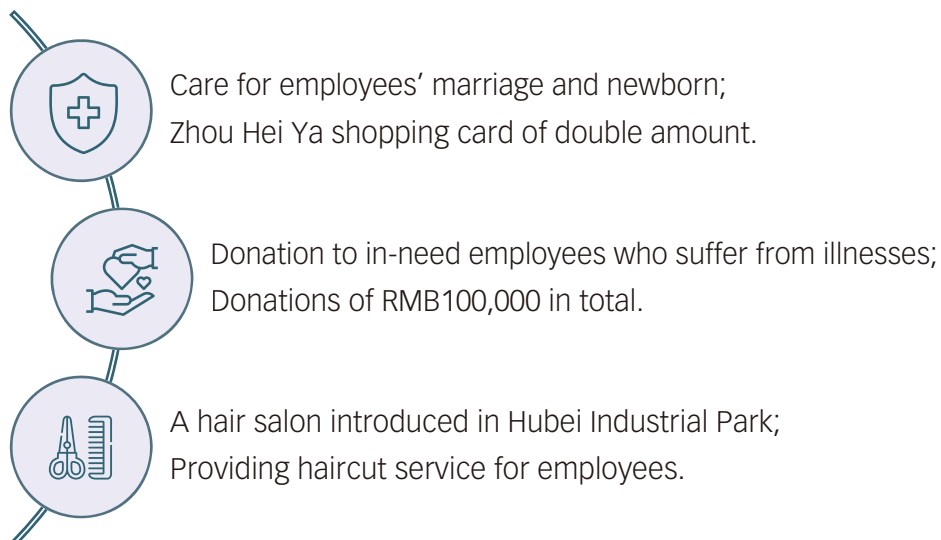 Care for employees’ marriage and newborn;
Zhou Hei Ya shopping card of double amount.
Donation to in-need employees who suffer from illnesses;
Donations of RMB100,000 in total.
A hair salon introduced in Hubei Industrial Park;
Providing haircut service for employees.